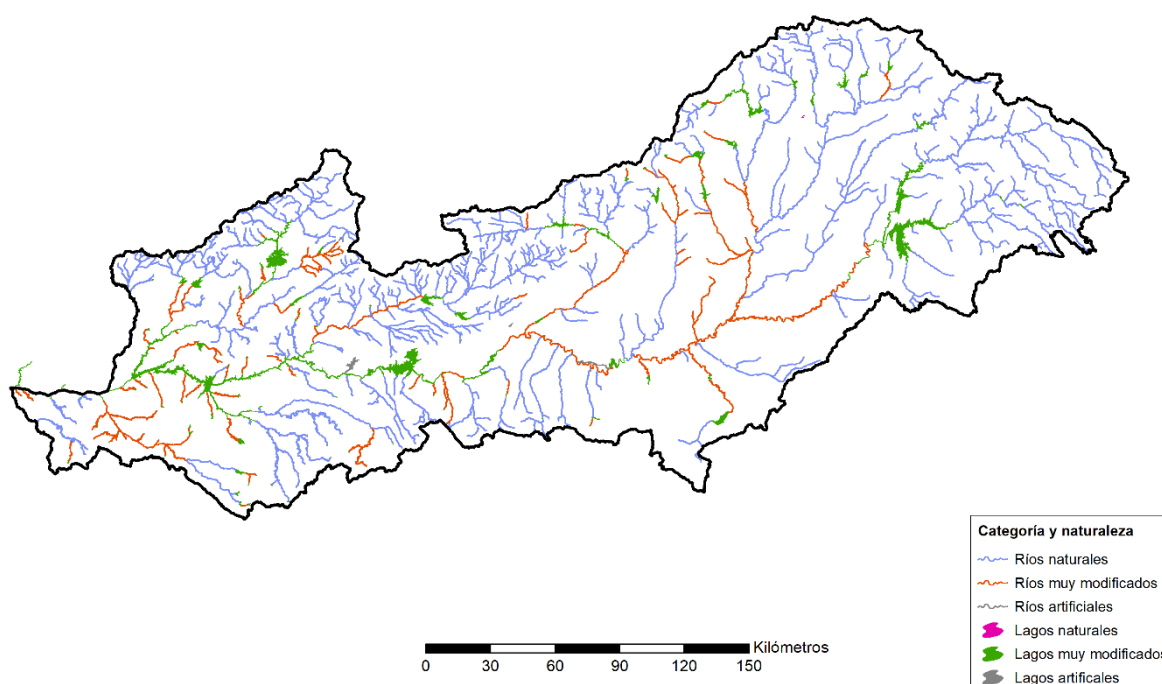 Categoría y naturaleza
Ríos naturales
Ríos muy modificados
Ríos artificiales
Lagos naturales
Lagos muy modificados
Lagos artificales
Kilómetros
0 30 60 90 120 150